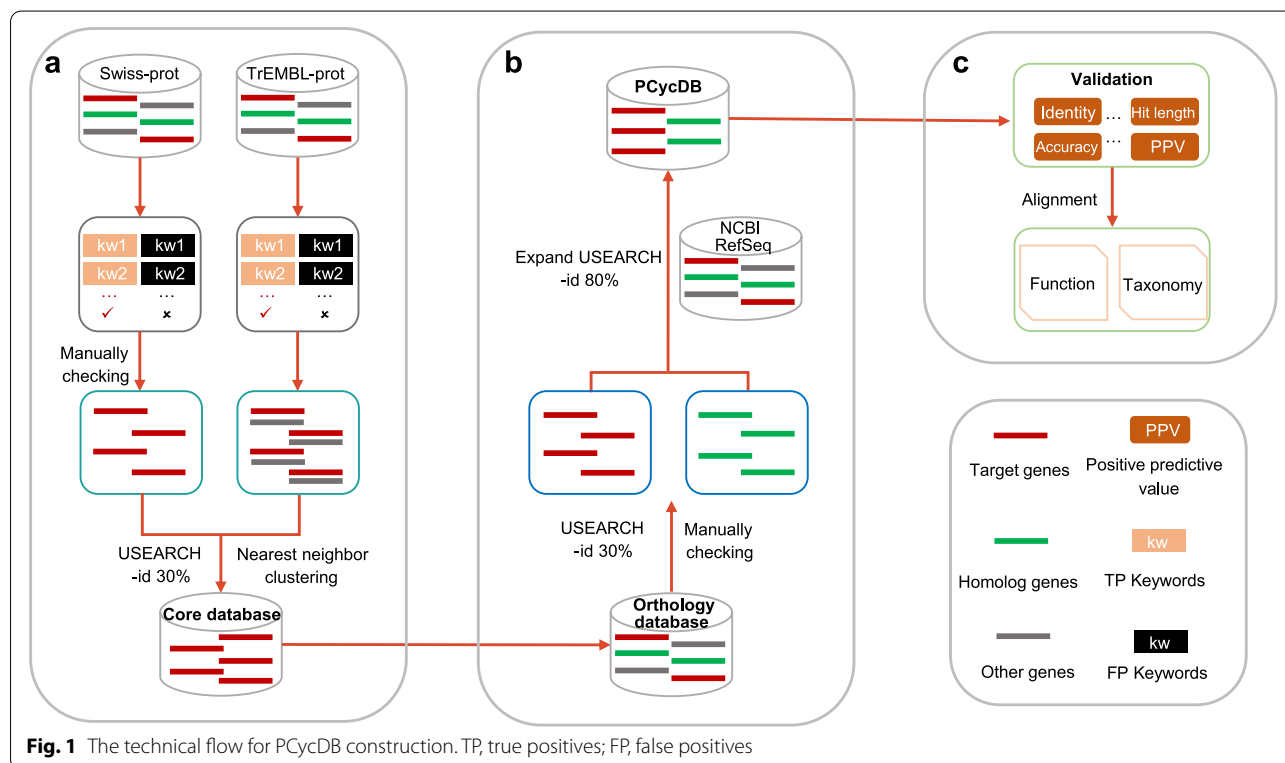 a
Swiss-prot
TrEMBL-prot
kw1 kw1
kw2 kw2
... ...
✓ ×
kw1 kw1
kw2 kw2
... ...
✓ ×
Manually
checking
USEARCH
-id 30%
Nearest neighbor
clustering
Core database
b
PCycDB
NCBI
RefSeq
Expand USEARCH
-id 80%
USEARCH
-id 30%
Manually
checking
Orthology
database
c
Validation
Identity ... Hit length
Accuracy ... PPV
Alignment
Function
Taxonomy
Target genes
PPV
Positive predictive
value
Homolog genes
kw
TP Keywords
Other genes
kw
FP Keywords
Fig. 1 The technical flow for PCycDB construction. TP, true positives; FP, false positives